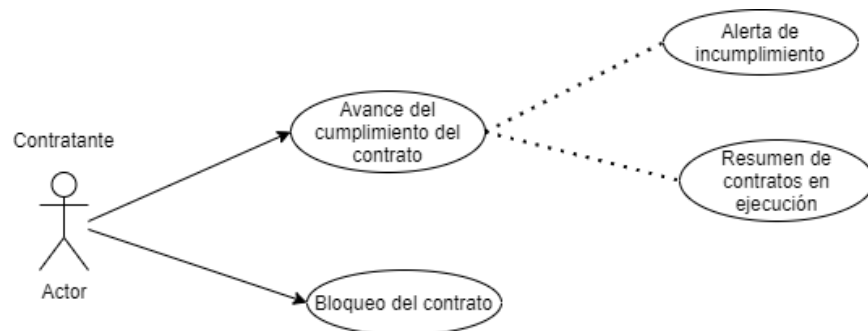 Alerta de
incumplimiento
Avance del
cumplimiento del
contrato
Contratante
Resumen de
contratos en
ejecución
Actor
Bloqueo del contrato